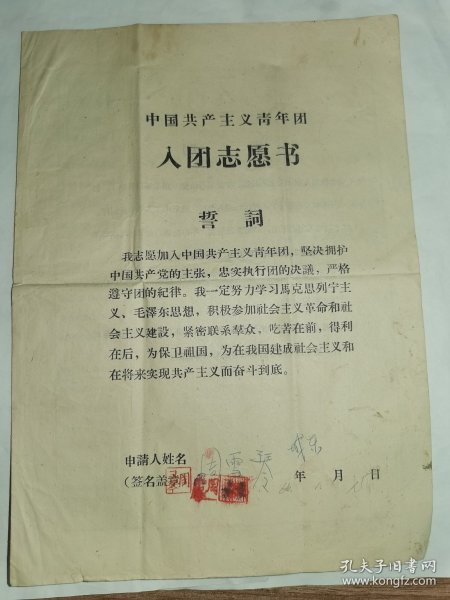 中国共产主义青年团
入团志愿书
誓 詞
我志愿加入中国共产主义青年团，坚决拥护
中国共产党的主张，忠实执行团的决議，严格
遵守团的紀律。我一定努力学习馬克思列宁主
义、毛澤东思想，积极参加社会主义革命和社
会主义建設，紧密联系羣众，吃苦在前，得利
在后，为保卫祖国，为在我国建成社会主义和
在将来实现共产主义而奋斗到底。
申請人姓名 周雪琴
（签名盖章）
年 月 日
孔夫子旧书网
www.kongfz.com